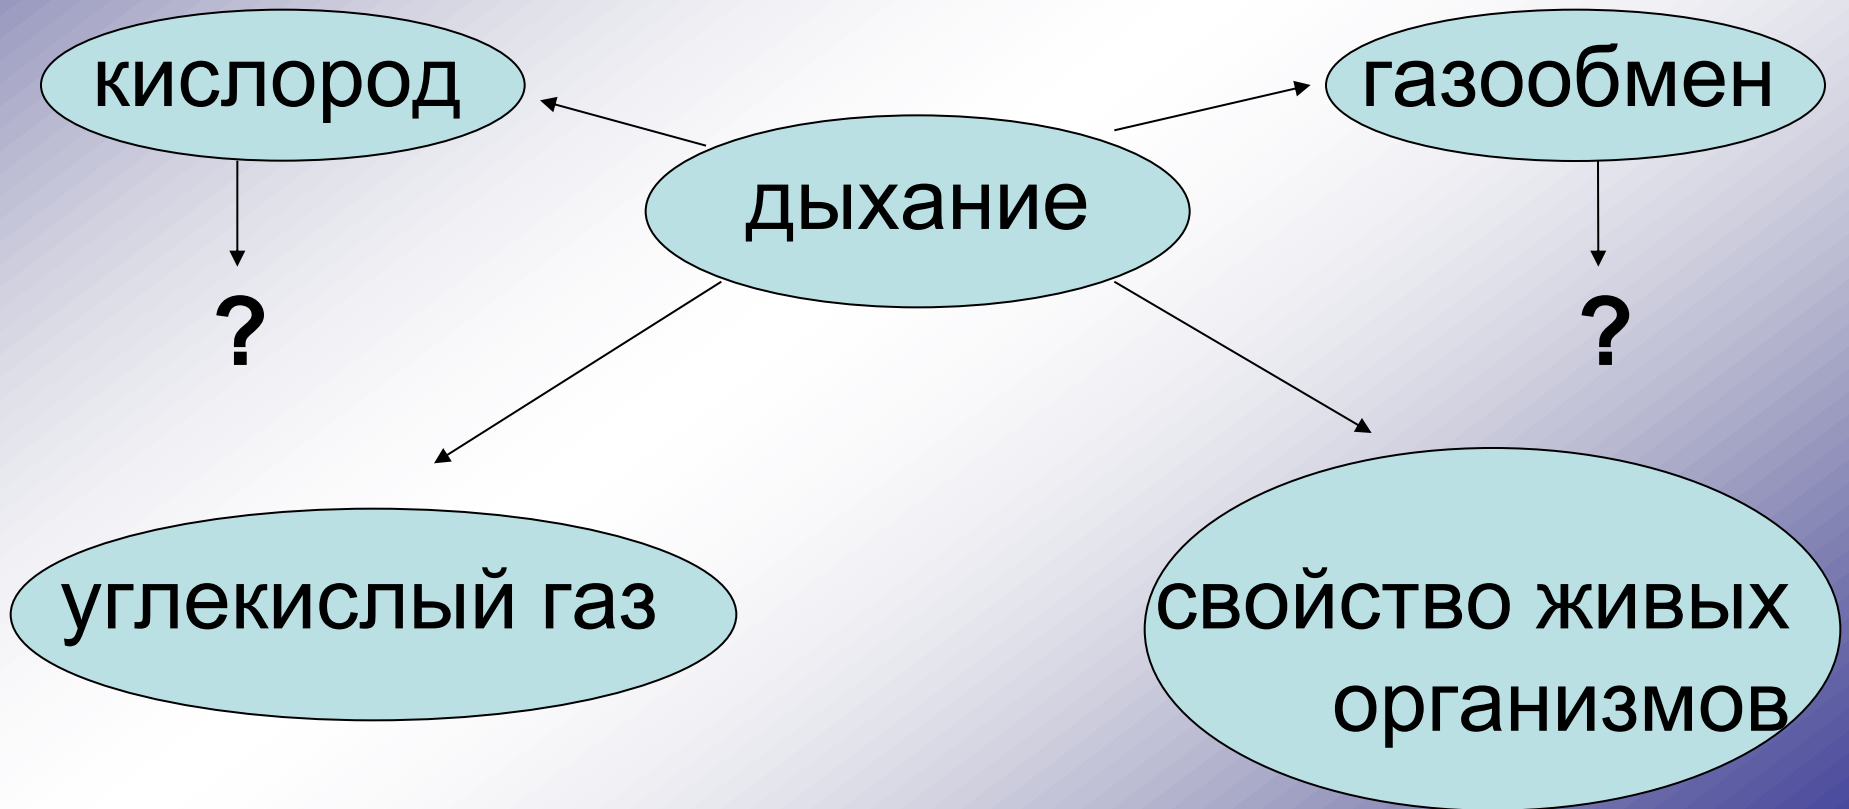 кислород
газообмен
дыхание
?
?
углекислый газ
свойство живых
организмов